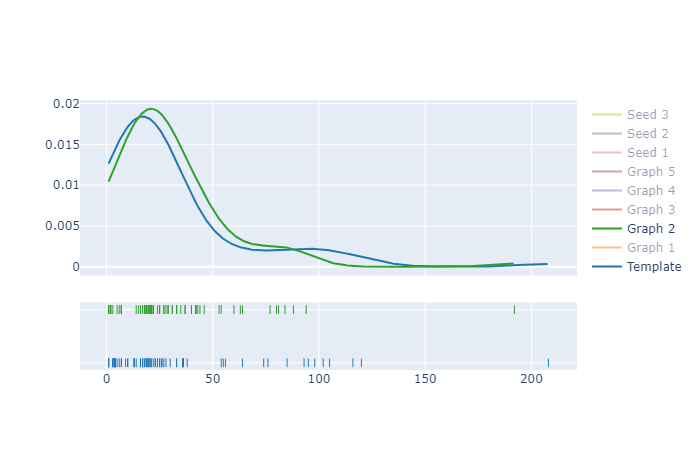 0.02
0.015
0.01
0.005
0
Seed 3
Seed 2
Seed 1
Graph 5
Graph 4
Graph 3
Graph 2
Graph 1
Template
0 50 100 150 200